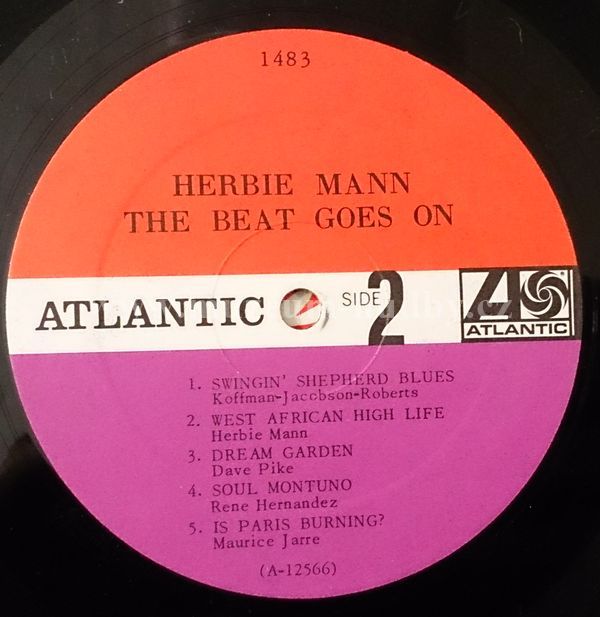 1483
HERBIE MANN
THE BEAT GOES ON
ATLANTIC
SIDE 2
ATLANTIC
1. SWINGIN' SHEPHERD BLUES
Koffman-Jacobson-Roberts
2. WEST AFRICAN HIGH LIFE
Herbie Mann
3. DREAM GARDEN
Dave Pike
4. SOUL MONTUNO
Rene Hernandez
5. IS PARIS BURNING?
Maurice Jarre
(A-12566)